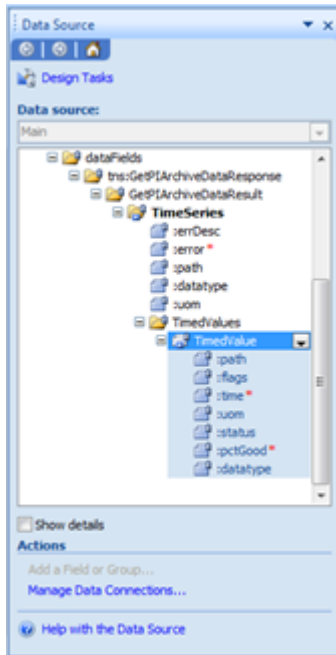 Data Source
Design Tasks
Data source:
Main
dataFields
tns:GetPIArchiveDataResponse
GetPIArchiveDataResult
TimeSeries
:errDesc
:error *
:path
:datatype
:uom
TimedValues
TimedValue
:path
:flags
:time *
:uom
:status
:pctGood *
:datatype
Show details
Actions
Add a Field or Group...
Manage Data Connections...
Help with the Data Source